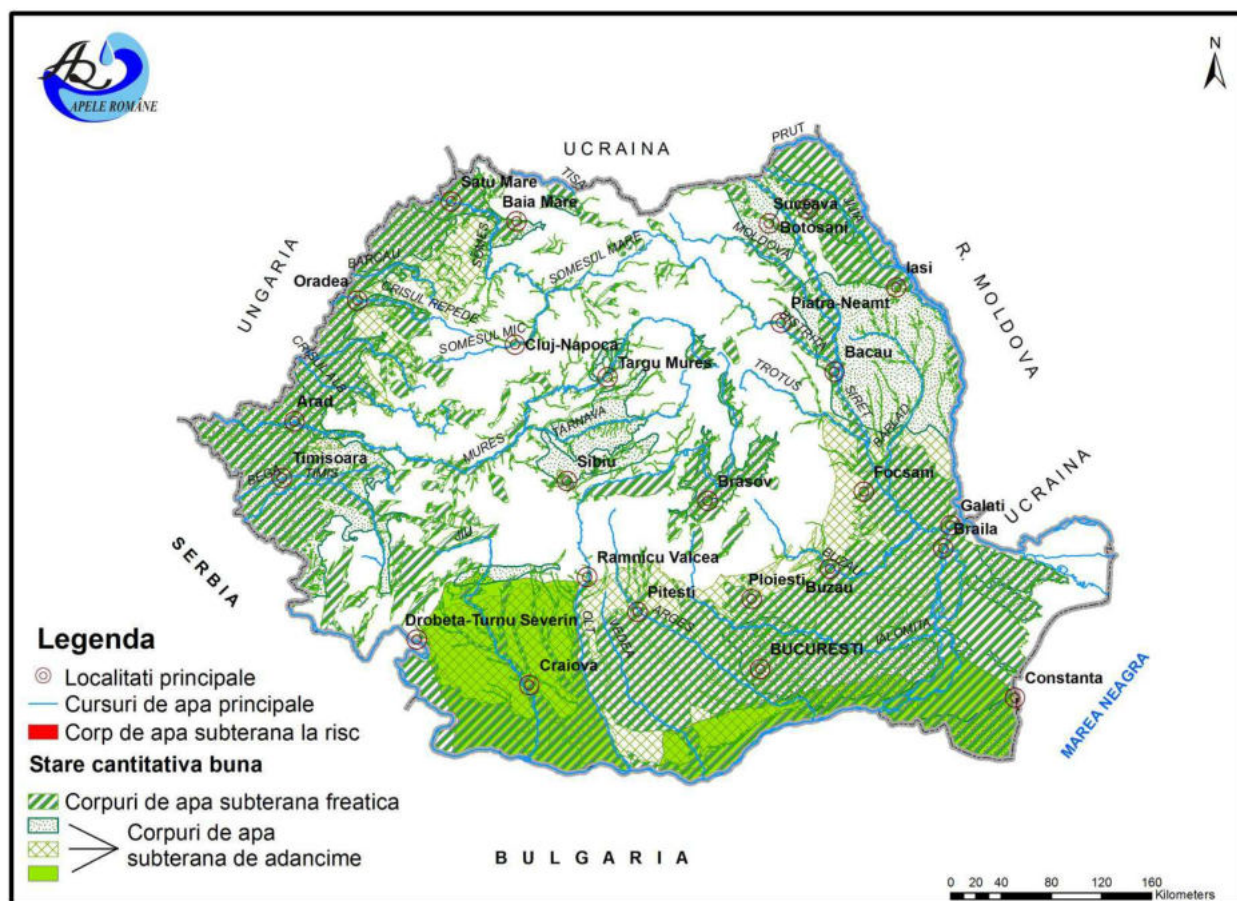 APELE ROMÂNE
N
UCRAINA
PRUT
TISA
Satu Mare
Baia Mare
Suceava
Botosani
JIJIA
SOMES
SOMESUL MARE
MOLDOVA
UNGARIA
BARCAU
Oradea
CRISUL REPEDE
Iasi
R. MOLDOVA
Piatra-Neamt
BISTRITA
SOMESUL MIC
Cluj-Napoca
Targu Mures
Bacau
TROTUS
CRISUL ALB
SIRET
BARLAD
Arad
MURES
TARNAVA
Timisoara
BEGA
TIMIS
Sibiu
Brasov
Focsani
UCRAINA
Galati
Braila
SERBIA
JIU
Ramnicu Valcea
BUZAU
Ploiesti
Buzau
Pitesti
ARGES
Drobeta-Turnu Severin
OLT
VEDEA
IALOMITA
BUCURESTI
Craiova
Constanta
MAREA NEAGRA
BULGARIA
Legenda
Localitati principale
Cursuri de apa principale
Corp de apa subterana la risc
Stare cantitativa buna
Corpuri de apa subterana freatica
Corpuri de apa
subterana de adancime
0 20 40 80 120 160
Kilometers